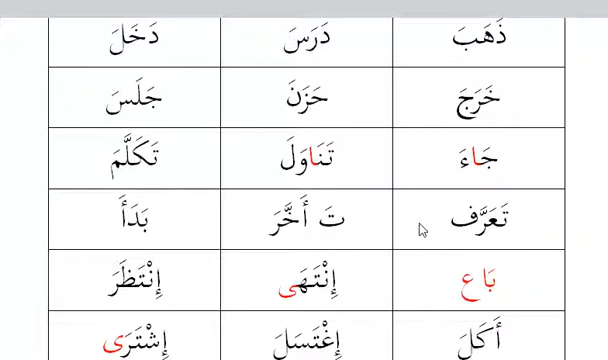 ذَهَبَ دَرَسَ دَخَلَ
خَرَجَ حَزَنَ جَلَسَ
جَاءَ تَنَاوَلَ تَكَلَّمَ
تَعَرَّف تَ أَخَّرَ بَدَأَ
بَاع إِنْتَهَى إِنْتَظَرَ
أَكَلَ إِغْتَسَلَ إِشْتَرَى